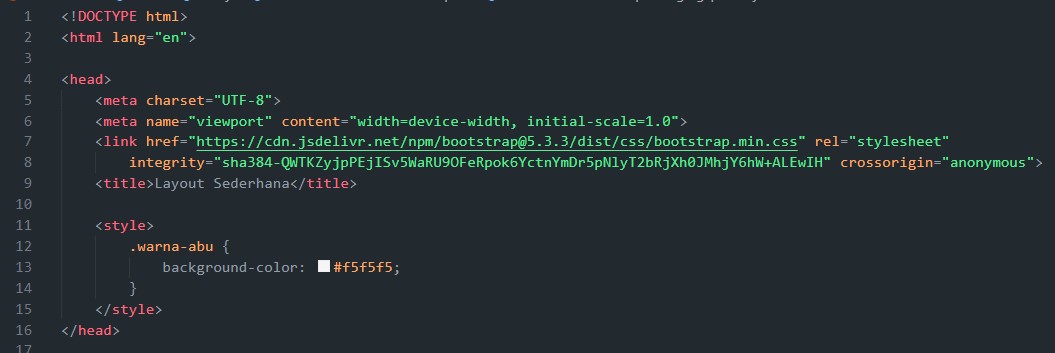 1 <!DOCTYPE html>
2 <html lang="en">
3
4 <head>
5 <meta charset="UTF-8">
6 <meta name="viewport" content="width=device-width, initial-scale=1.0">
7 <link href="https://cdn.jsdelivr.net/npm/bootstrap@5.3.3/dist/css/bootstrap.min.css" rel="stylesheet"
8 integrity="sha384-QWTKZyjpPEjISv5WaRU9OFeRpok6YctnYmDr5pNlyT2bRjXh0JMhjY6hW+ALEwIH" crossorigin="anonymous">
9 <title>Layout Sederhana</title>
10
11 <style>
12 .warna-abu {
13 background-color: #f5f5f5;
14 }
15 </style>
16 </head>
17